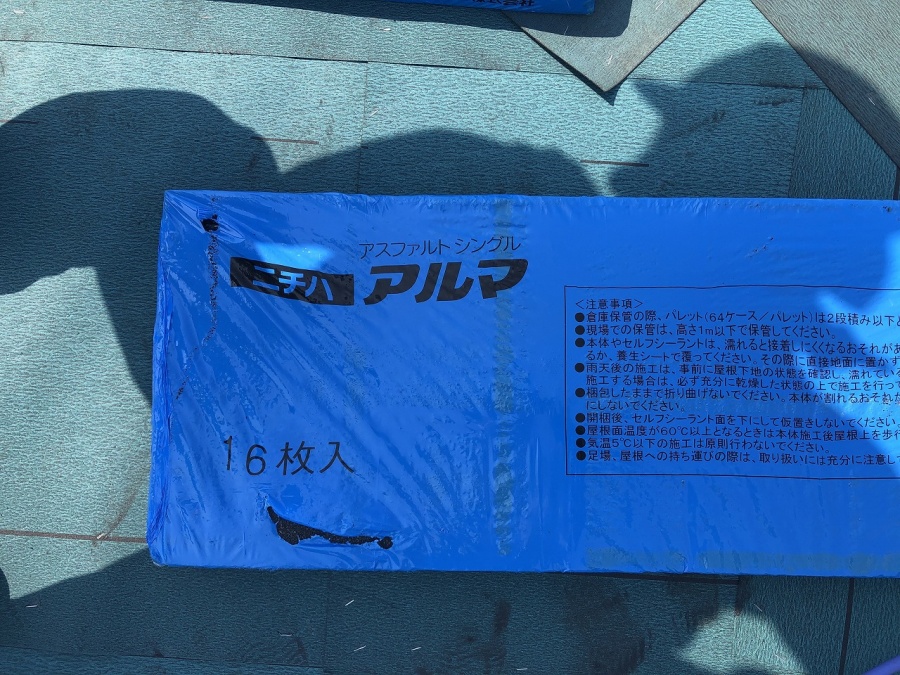 株式会社
アスファルトシングル
ニチハ アルマ
16枚入
<注意事項>
●倉庫保管の際、パレット(64ケース/パレット)は2段積み以下と
●現場での保管は、高さ1m以下で保管してください。
●本体やセルフシーラントは、濡れると接着しにくくなるおそれがあ
るか、養生シートで覆ってください。その際に直接地面に置かず
●雨天後の施工は、事前に屋根下地の状態を確認し、濡れている
施工する場合は、必ず充分に乾燥した状態の上で施工を行って
●梱包したままで折り曲げないでください。本体が割れるおそれた
にしないでください。
●開梱後、セルフシーラント面を下にして仮置きしないでください。
●屋根面温度が60℃以上となるときは本体施工後屋根上を歩行
●気温5℃以下の施工は原則行わないでください。
●足場、屋根への持ち運びの際は、取り扱いには充分に注意して